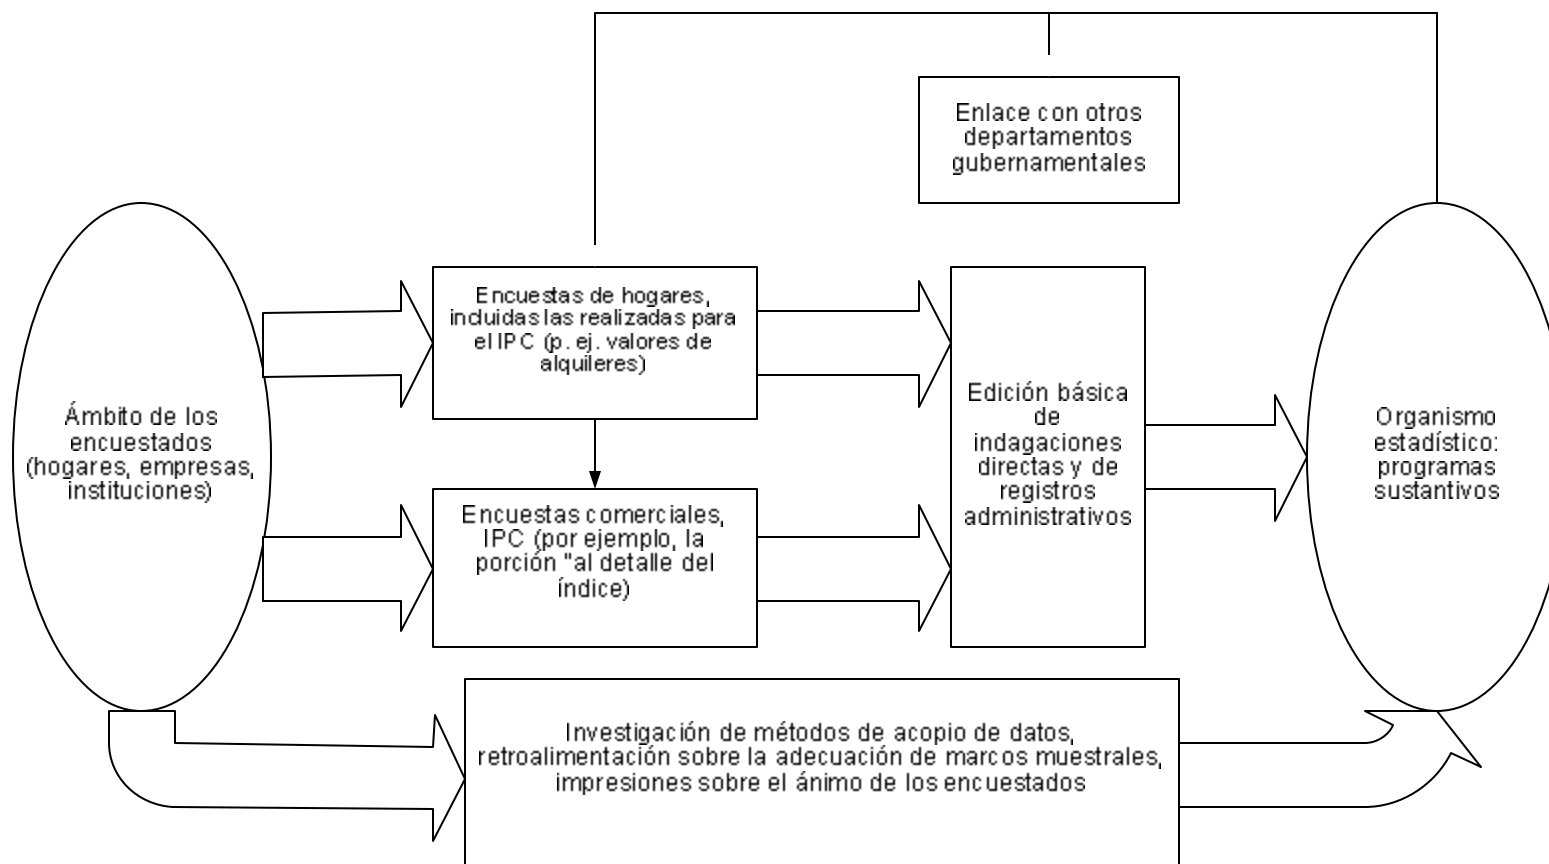 Enlace con otros
departamentos
gubernamentales
Ámbito de los
encuestados
(hogares, empresas,
instituciones)
Encuestas de hogares,
incluidas las realizadas para
el IPC (p. ej. valores de
alquileres)
Encuestas comerciales,
IPC (por ejemplo, la
porción "al detalle del
índice)
Edición básica
de
indagaciones
directas y de
registros
administrativos
Organismo
estadístico:
programas
sustantivos
Investigación de métodos de acopio de datos,
retroalimentación sobre la adecuación de marcos muestrales,
impresiones sobre el ánimo de los encuestados